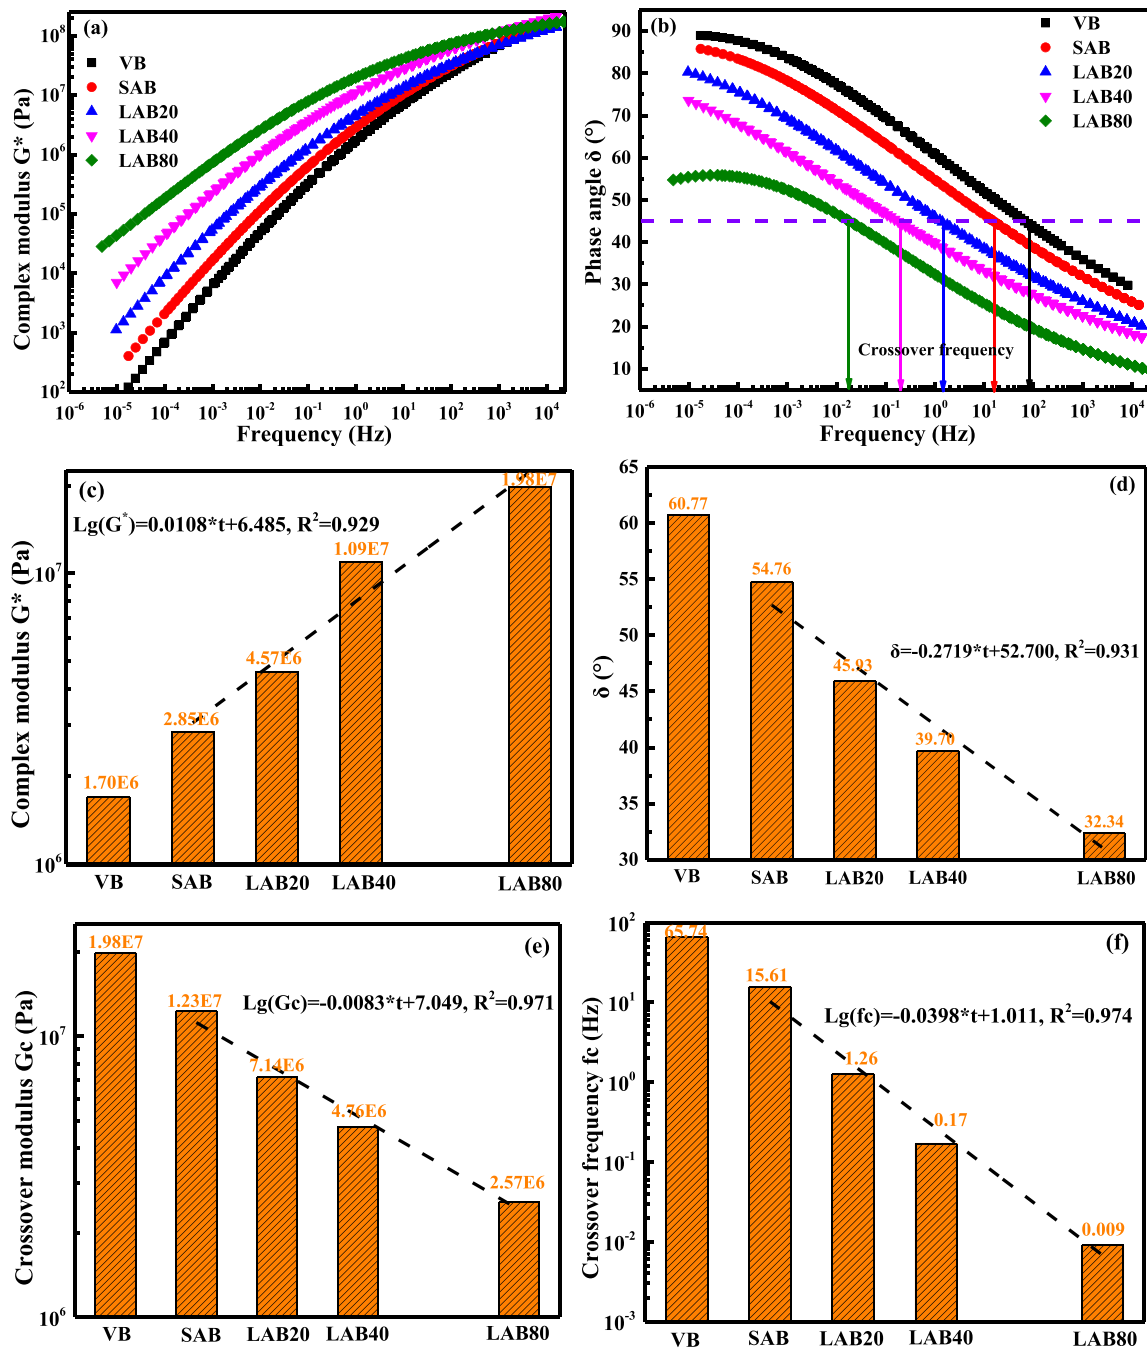 (a)
VB
SAB
LAB20
LAB40
LAB80
Complex modulus G* (Pa)
10^8
10^7
10^6
10^5
10^4
10^3
10^2
10^-6 10^-5 10^-4 10^-3 10^-2 10^-1 10^0 10^1 10^2 10^3 10^4
Frequency (Hz)
(b)
VB
SAB
LAB20
LAB40
LAB80
Phase angle δ (°)
90
80
70
60
50
40
30
20
10
Crossover frequency
10^-6 10^-5 10^-4 10^-3 10^-2 10^-1 10^0 10^1 10^2 10^3 10^4
Frequency (Hz)
(c)
Lg(G*)=0.0108*t+6.485, R²=0.929
Complex modulus G* (Pa)
10^7
10^6
1.70E6
2.85E6
4.57E6
1.09E7
1.98E7
VB SAB LAB20 LAB40 LAB80
(d)
δ=-0.2719*t+52.700, R²=0.931
δ (°)
65
60
55
50
45
40
35
30
60.77
54.76
45.93
39.70
32.34
VB SAB LAB20 LAB40 LAB80
(e)
Lg(Gc)=-0.0083*t+7.049, R²=0.971
Crossover modulus Gc (Pa)
10^7
10^6
1.98E7
1.23E7
7.14E6
4.76E6
2.57E6
VB SAB LAB20 LAB40 LAB80
(f)
Lg(fc)=-0.0398*t+1.011, R²=0.974
Crossover frequency fc (Hz)
10^2
10^1
10^0
10^-1
10^-2
10^-3
65.74
15.61
1.26
0.17
0.009
VB SAB LAB20 LAB40 LAB80